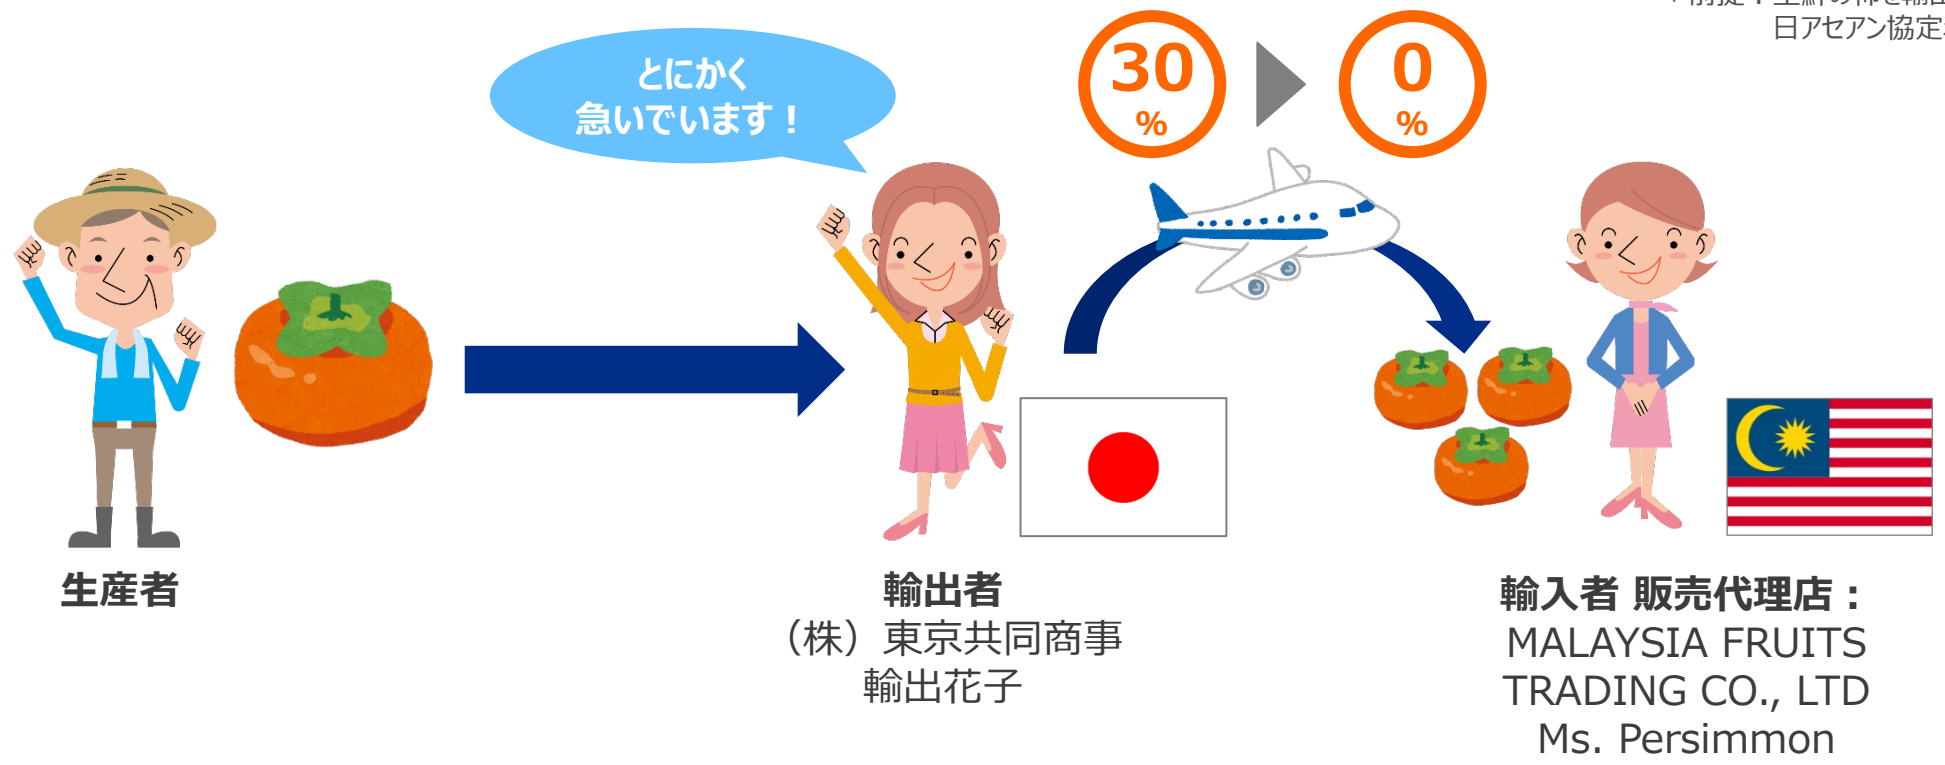 日アセアン協定
とにかく
急いでいます！
30
%
0
%
生産者
輸出者
（株）東京共同商事
輸出花子
輸入者 販売代理店：
MALAYSIA FRUITS
TRADING CO., LTD
Ms. Persimmon